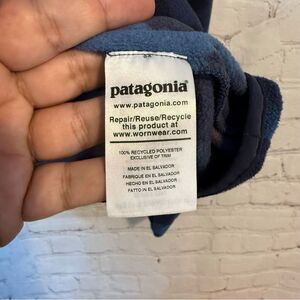 patagonia®
www.patagonia.com
Repair/Reuse/Recycle
this product at
www.wornwear.com
100% RECYCLED POLYESTER
EXCLUSIVE OF TRIM
MADE IN EL SALVADOR
FABRIQUÉ EN EL SALVADOR
HECHO EN EL SALVADOR
FATTO IN EL SALVADOR